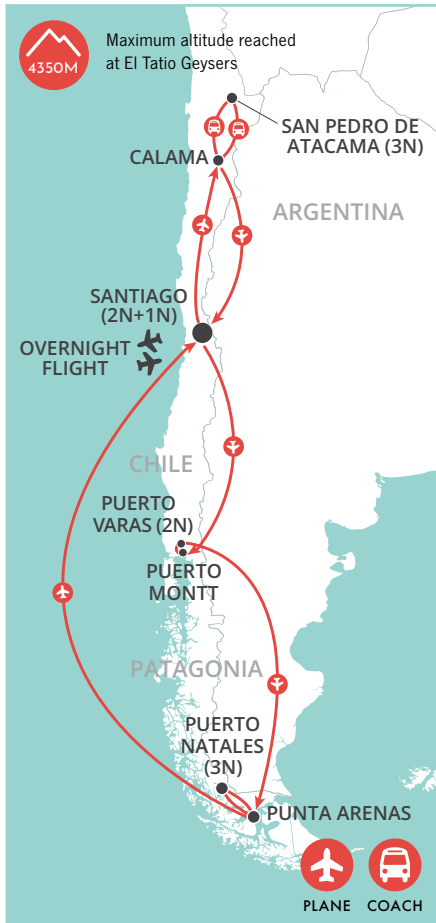 4350M
Maximum altitude reached
at El Tatio Geysers
SAN PEDRO DE
ATACAMA (3N)
CALAMA
ARGENTINA
SANTIAGO
(2N+1N)
OVERNIGHT
FLIGHT
CHILE
PUERTO
VARAS (2N)
PUERTO
MONTT
PATAGONIA
PUERTO
NATALES
(3N)
PUNTA ARENAS
PLANE
COACH